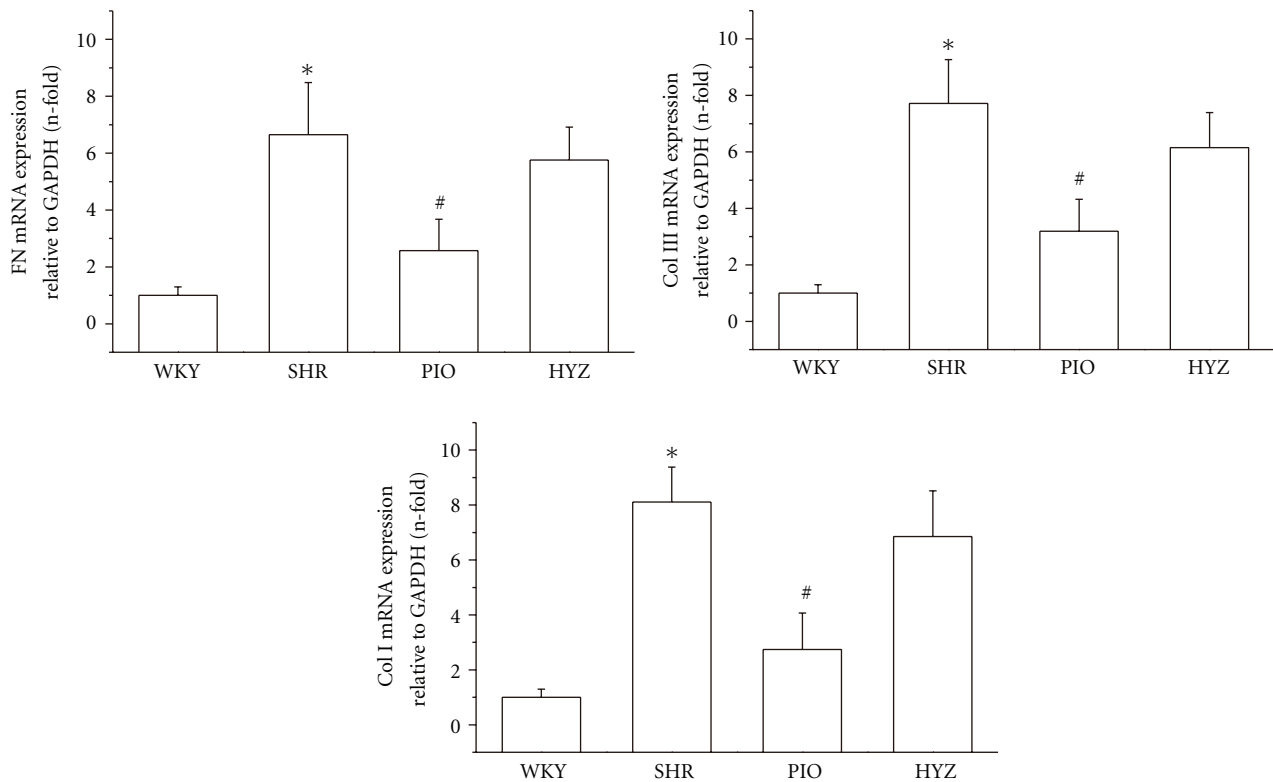 FN mRNA expression
relative to GAPDH (n-fold)
10
8
6
4
2
0
*
#
WKY SHR PIO HYZ
Col III mRNA expression
relative to GAPDH (n-fold)
10
8
6
4
2
0
*
#
WKY SHR PIO HYZ
Col I mRNA expression
relative to GAPDH (n-fold)
10
8
6
4
2
0
*
#
WKY SHR PIO HYZ